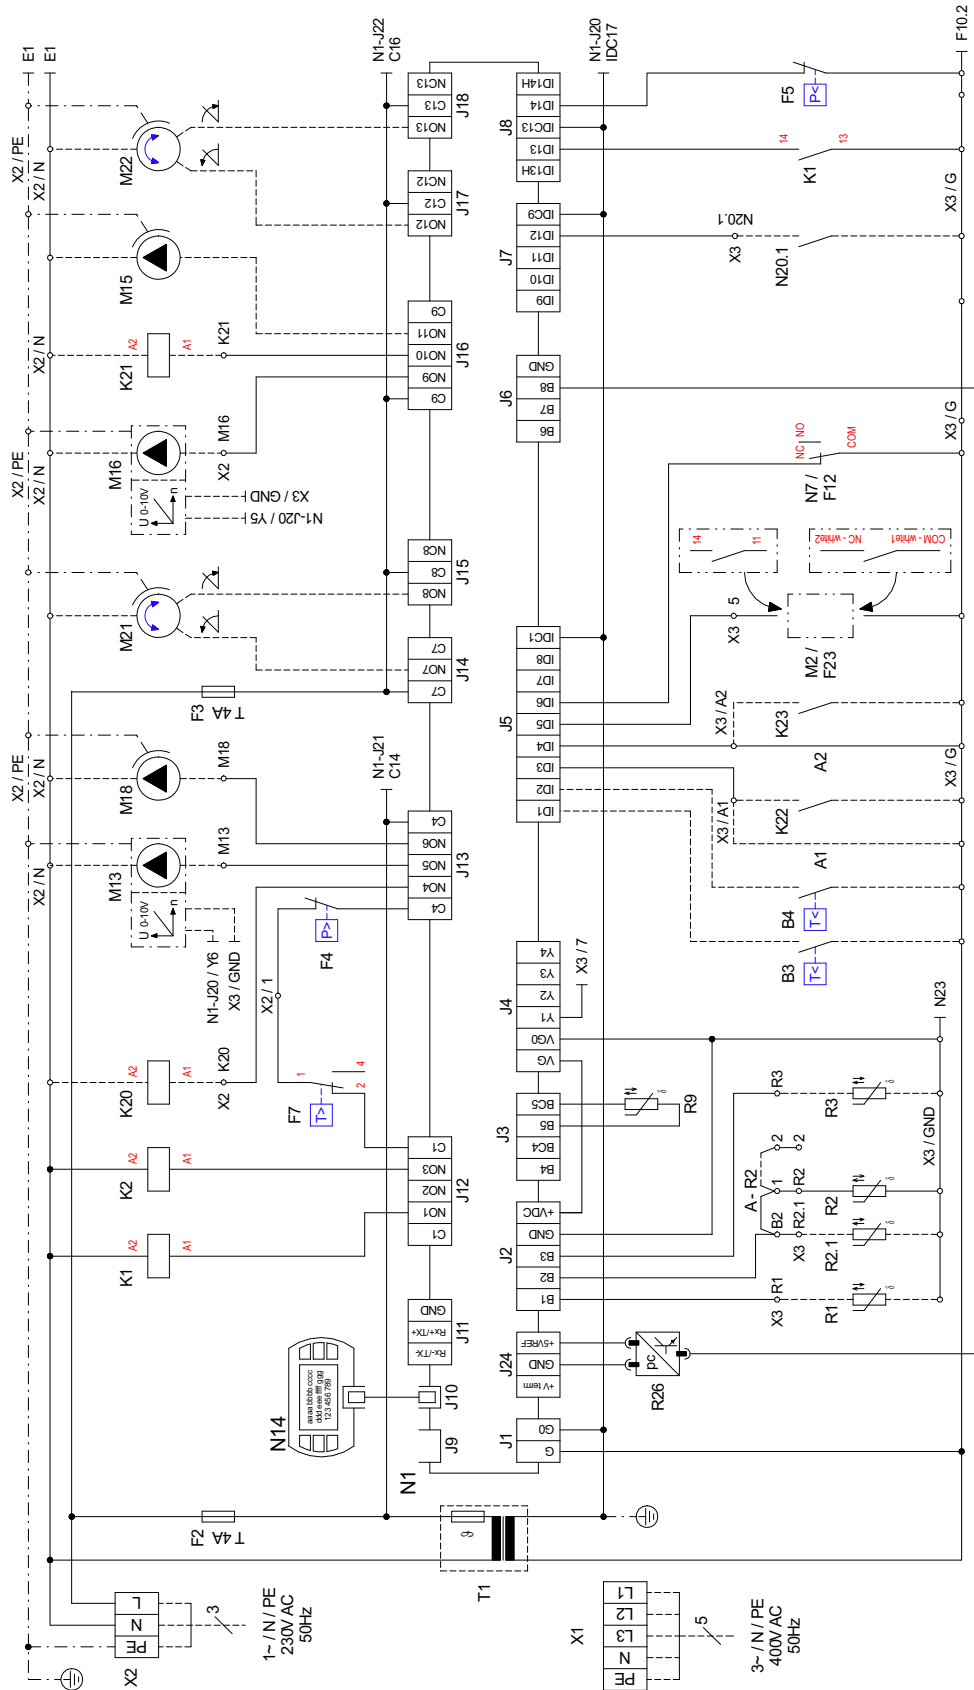 E1
E1
X2 / PE
X2 / N
M22
M15
A2
A1
K21
K21
X2 / N
X2 / PE
X2 / N
M16
U 0-10V
n
X2
M16
X3 / GND
N1-J20 / Y5
M21
F3
T 4A
X2 / PE
X2 / N
M18
M18
X2 / N
M13
U 0-10V
n
M13
N1-J20 / Y6
X3 / GND
P>
F4
X2 / 1
A2
A1
K20
X2
K20
1
2
4
T>
F7
A2
A1
K2
A2
A1
K1
N1-J22
C16
N1-J21
C14
NC13
C13
NO13
J18
NC12
C12
NO12
J17
C9
NO11
NO10
NO9
C9
J16
NC8
C8
NO8
J15
C7
NO7
C7
J14
C4
NO6
NO5
NO4
C4
J13
C1
NO3
NO2
NO1
C1
J12
GND
Rx+/TX+
Rx-/TX-
J11
J10
J9
N1
N14
aaaa bbbb cccc
ddd eee fff ggg
123 456 789
F2
T 4A
T1
ϑ
L
N
PE
X2
3
1~ / N / PE
230V AC
50Hz
L1
L2
L3
N
PE
X1
5
3~ / N / PE
400V AC
50Hz
N1-J20
IDC17
F10.2
ID14H
ID14
IDC13
ID13
ID13H
J8
IDC9
ID12
ID11
ID10
ID9
J7
GND
B8
B7
B6
J6
IDC1
ID8
ID7
ID6
ID5
ID4
ID3
ID2
ID1
J5
Y4
Y3
Y2
Y1
VG0
VG
J4
BC5
B5
BC4
B4
J3
+VDC
GND
B3
B2
B1
J2
+5VREF
GND
+V term
J24
G0
G
J1
F5
P<
14
13
K1
X3 / G
N20.1
X3
N20.1
X3 / G
NC
NO
COM
N7 /
F12
14
11
NC - white2
COM - white1
X3
5
M2 /
F23
X3 / A2
K23
A2
X3 / G
X3 / A1
K22
A1
B4
T<
B3
T<
X3 / 7
N23
R9
R3
R3
X3 / GND
A - R2
2
2
1
R2
R2
B2
X3
R2.1
R2.1
X3
R1
R1
pc
R26